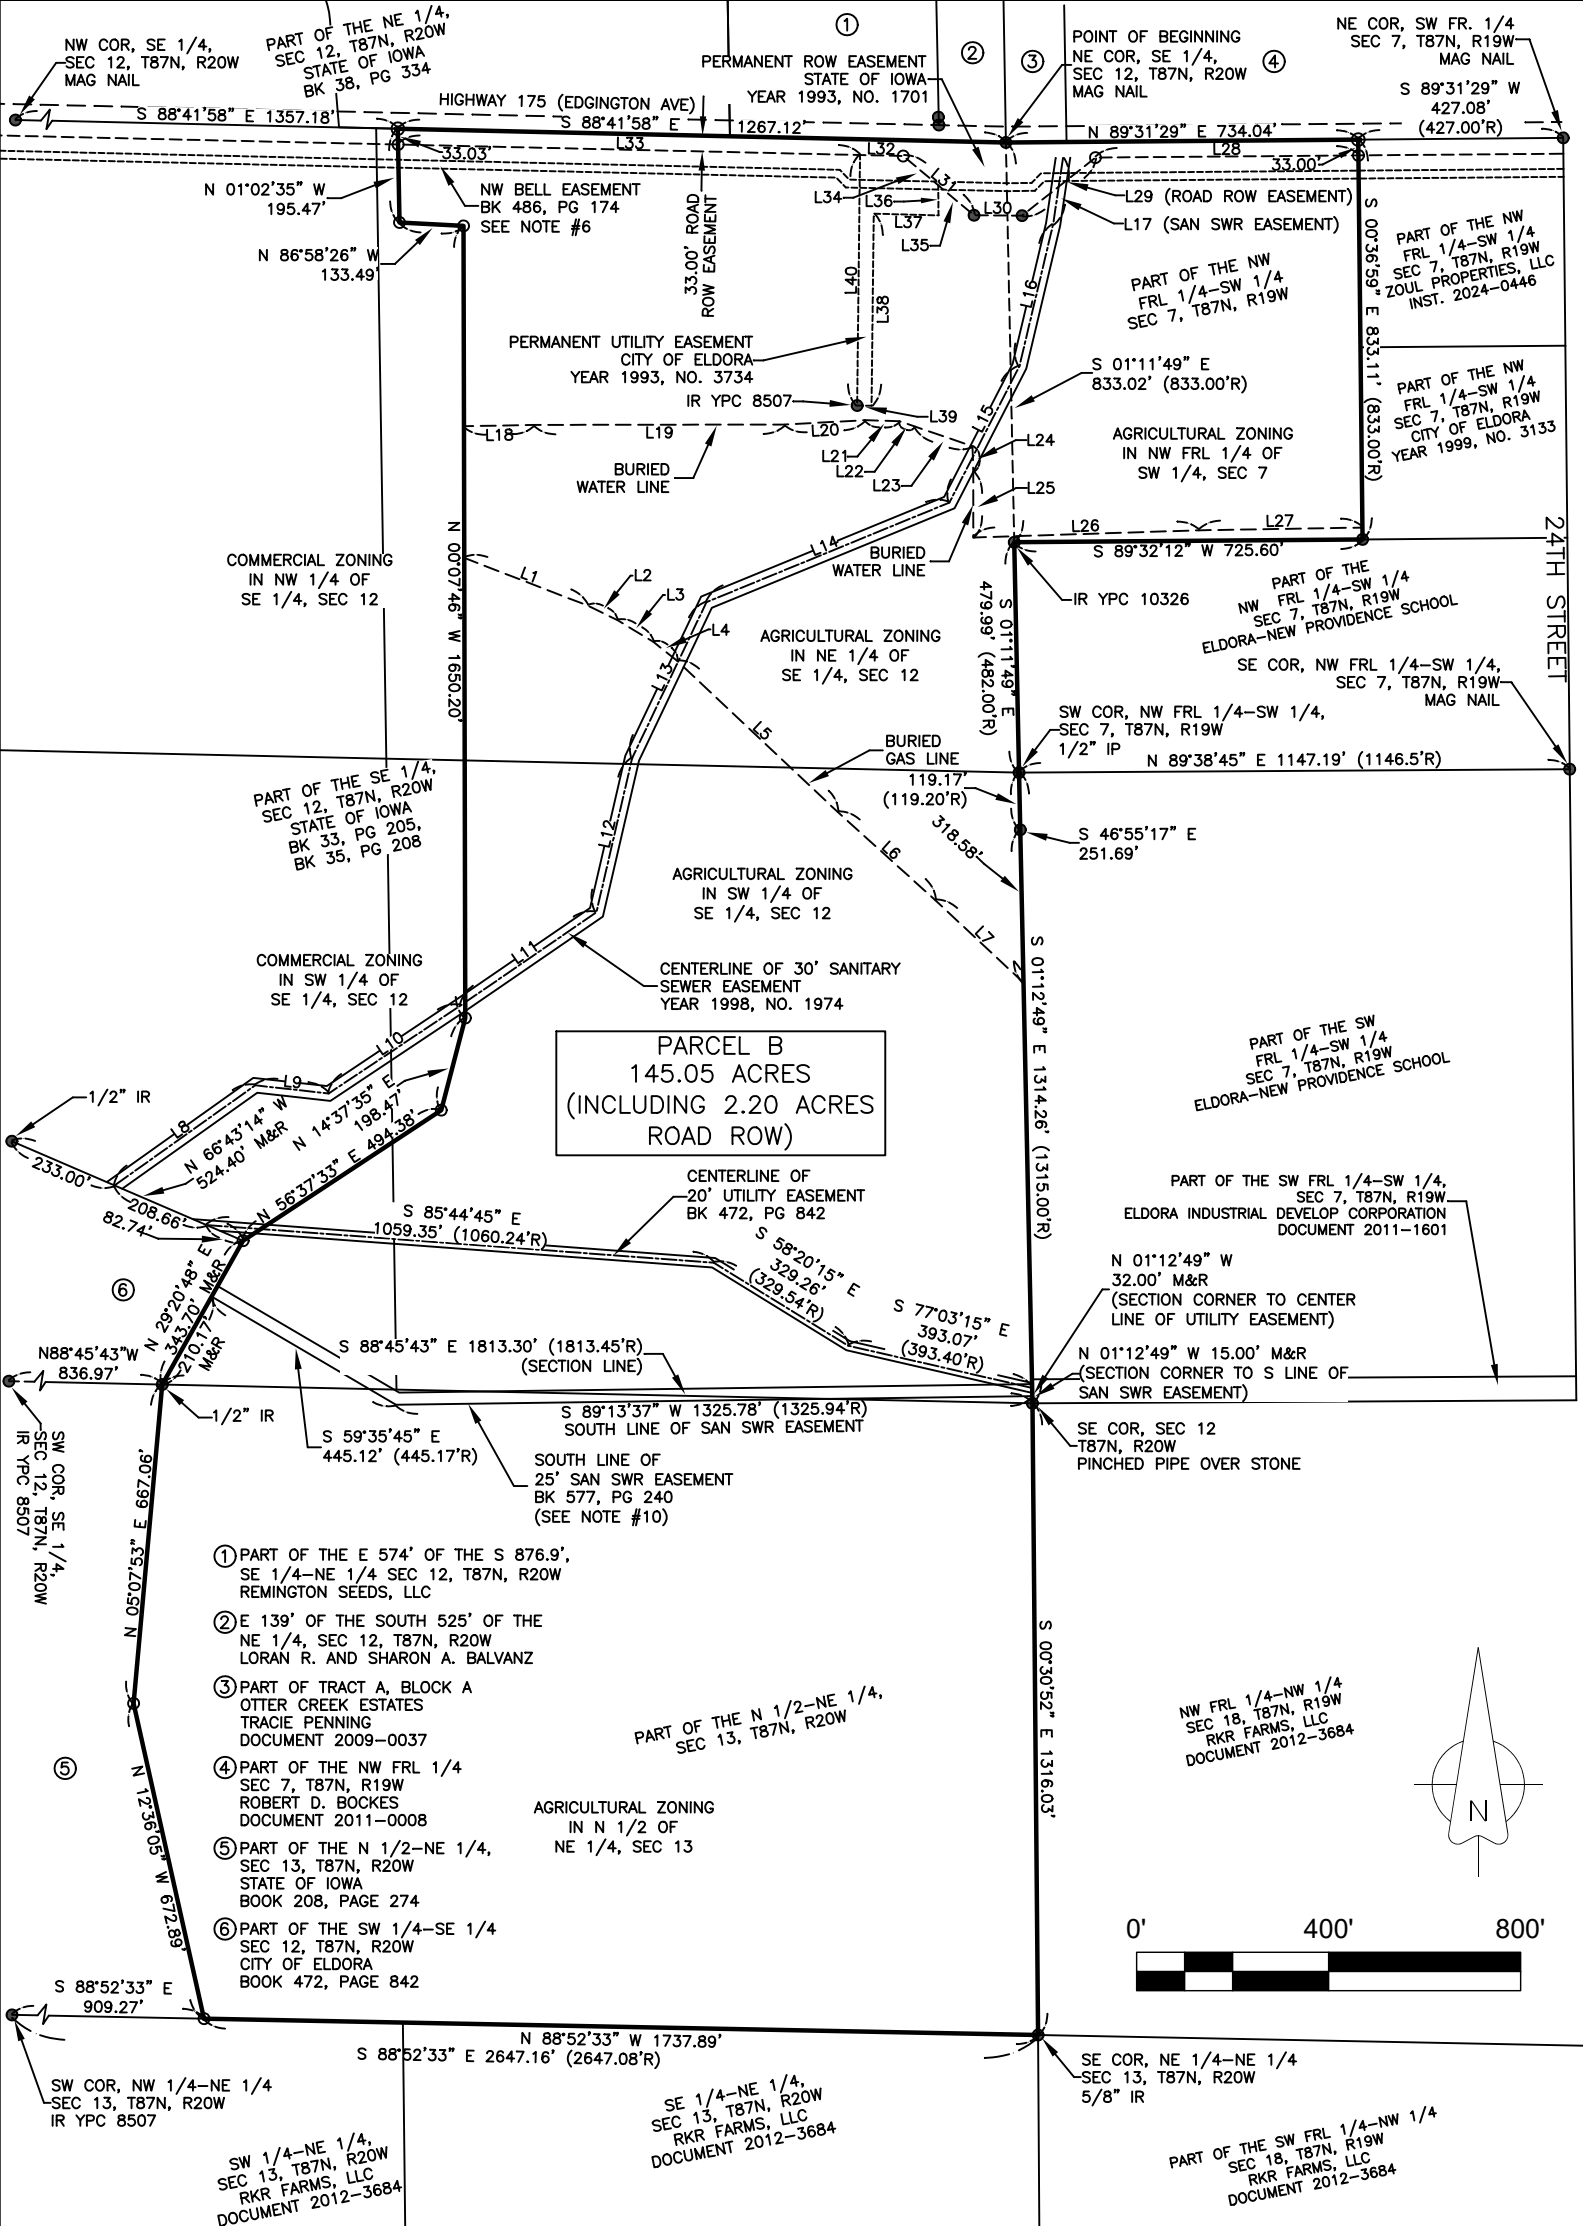 NW COR, SE 1/4,
SEC 12, T87N, R20W
MAG NAIL
PART OF THE NE 1/4,
SEC 12, T87N, R20W
STATE OF IOWA
BK 38, PG 334
①
②
③
④
PERMANENT ROW EASEMENT
STATE OF IOWA
YEAR 1993, NO. 1701
POINT OF BEGINNING
NE COR, SE 1/4,
SEC 12, T87N, R20W
MAG NAIL
NE COR, SW FR. 1/4
SEC 7, T87N, R19W
MAG NAIL
S 89°31'29" W
427.08'
(427.00'R)
S 88°41'58" E 1357.18'
HIGHWAY 175 (EDGINGTON AVE)
S 88°41'58" E 1267.12'
N 89°31'29" E 734.04'
33.03'
L33
L32
L28
33.00'
N 01°02'35" W
195.47'
NW BELL EASEMENT
BK 486, PG 174
SEE NOTE #6
33.00' ROAD
ROW EASEMENT
L34
L36
L31
L37
L35
L30
L29 (ROAD ROW EASEMENT)
L17 (SAN SWR EASEMENT)
N 86°58'26" W
133.49'
L40
L38
L16
PART OF THE NW
FRL 1/4-SW 1/4
SEC 7, T87N, R19W
S 00°36'59" E 833.11' (833.00'R)
PART OF THE NW
FRL 1/4-SW 1/4
SEC 7, T87N, R19W
ZOUL PROPERTIES, LLC
INST. 2024-0446
PERMANENT UTILITY EASEMENT
CITY OF ELDORA
YEAR 1993, NO. 3734
IR YPC 8507
L39
S 01°11'49" E
833.02' (833.00'R)
PART OF THE NW
FRL 1/4-SW 1/4
SEC 7, T87N, R19W
CITY OF ELDORA
YEAR 1999, NO. 3133
L18
L19
L20
L21
L22
L23
L15
L24
L25
BURIED
WATER LINE
AGRICULTURAL ZONING
IN NW FRL 1/4 OF
SW 1/4, SEC 7
L26
L27
S 89°32'12" W 725.60'
24TH STREET
N 00°07'46" W 1650.20'
COMMERCIAL ZONING
IN NW 1/4 OF
SE 1/4, SEC 12
L1
L2
L3
L4
L14
BURIED
WATER LINE
IR YPC 10326
PART OF THE
NW FRL 1/4-SW 1/4
SEC 7, T87N, R19W
ELDORA-NEW PROVIDENCE SCHOOL
S 01°11'49" E
479.99' (482.00'R)
AGRICULTURAL ZONING
IN NE 1/4 OF
SE 1/4, SEC 12
L13
L5
SE COR, NW FRL 1/4-SW 1/4,
SEC 7, T87N, R19W
MAG NAIL
SW COR, NW FRL 1/4-SW 1/4,
SEC 7, T87N, R19W
1/2" IP
N 89°38'45" E 1147.19' (1146.5'R)
BURIED
GAS LINE
119.17'
(119.20'R)
318.58'
S 46°55'17" E
251.69'
PART OF THE SE 1/4,
SEC 12, T87N, R20W
STATE OF IOWA
BK 33, PG 205,
BK 35, PG 208
L12
L6
L7
AGRICULTURAL ZONING
IN SW 1/4 OF
SE 1/4, SEC 12
COMMERCIAL ZONING
IN SW 1/4 OF
SE 1/4, SEC 12
L11
CENTERLINE OF 30' SANITARY
SEWER EASEMENT
YEAR 1998, NO. 1974
S 01°12'49" E 1314.26' (1315.00'R)
PARCEL B
145.05 ACRES
(INCLUDING 2.20 ACRES
ROAD ROW)
PART OF THE SW
FRL 1/4-SW 1/4
SEC 7, T87N, R19W
ELDORA-NEW PROVIDENCE SCHOOL
L10
L9
L8
1/2" IR
N 14°37'35" E
198.47'
N 66°43'14" W
524.40' M&R
N 56°37'33" E 494.38'
233.00'
208.66'
82.74'
S 85°44'45" E
1059.35' (1060.24'R)
CENTERLINE OF
20' UTILITY EASEMENT
BK 472, PG 842
S 58°20'15" E
329.26'
(329.54'R)
S 77°03'15" E
393.07'
(393.40'R)
PART OF THE SW FRL 1/4-SW 1/4,
SEC 7, T87N, R19W
ELDORA INDUSTRIAL DEVELOP CORPORATION
DOCUMENT 2011-1601
N 01°12'49" W
32.00' M&R
(SECTION CORNER TO CENTER
LINE OF UTILITY EASEMENT)
N 01°12'49" W 15.00' M&R
(SECTION CORNER TO S LINE OF
SAN SWR EASEMENT)
⑥
N 29°20'48" E
343.70' M&R
210.17'
M&R
N88°45'43"W
836.97'
S 88°45'43" E 1813.30' (1813.45'R)
(SECTION LINE)
1/2" IR
S 89°13'37" W 1325.78' (1325.94'R)
SOUTH LINE OF SAN SWR EASEMENT
S 59°35'45" E
445.12' (445.17'R)
SOUTH LINE OF
25' SAN SWR EASEMENT
BK 577, PG 240
(SEE NOTE #10)
SE COR, SEC 12
T87N, R20W
PINCHED PIPE OVER STONE
SW COR, SE 1/4,
SEC 12, T87N, R20W
IR YPC 8507
N 05°07'53" E 667.06'
① PART OF THE E 574' OF THE S 876.9',
SE 1/4-NE 1/4 SEC 12, T87N, R20W
REMINGTON SEEDS, LLC
② E 139' OF THE SOUTH 525' OF THE
NE 1/4, SEC 12, T87N, R20W
LORAN R. AND SHARON A. BALVANZ
③ PART OF TRACT A, BLOCK A
OTTER CREEK ESTATES
TRACIE PENNING
DOCUMENT 2009-0037
④ PART OF THE NW FRL 1/4
SEC 7, T87N, R19W
ROBERT D. BOCKES
DOCUMENT 2011-0008
⑤ PART OF THE N 1/2-NE 1/4,
SEC 13, T87N, R20W
STATE OF IOWA
BOOK 208, PAGE 274
⑥ PART OF THE SW 1/4-SE 1/4
SEC 12, T87N, R20W
CITY OF ELDORA
BOOK 472, PAGE 842
⑤
N 12°36'05" W 672.89'
S 00°30'52" E 1316.03'
PART OF THE N 1/2-NE 1/4,
SEC 13, T87N, R20W
AGRICULTURAL ZONING
IN N 1/2 OF
NE 1/4, SEC 13
NW FRL 1/4-NW 1/4
SEC 18, T87N, R19W
RKR FARMS, LLC
DOCUMENT 2012-3684
N
0' 400' 800'
S 88°52'33" E
909.27'
N 88°52'33" W 1737.89'
S 88°52'33" E 2647.16' (2647.08'R)
SW COR, NW 1/4-NE 1/4
SEC 13, T87N, R20W
IR YPC 8507
SE COR, NE 1/4-NE 1/4
SEC 13, T87N, R20W
5/8" IR
SW 1/4-NE 1/4,
SEC 13, T87N, R20W
RKR FARMS, LLC
DOCUMENT 2012-3684
SE 1/4-NE 1/4,
SEC 13, T87N, R20W
RKR FARMS, LLC
DOCUMENT 2012-3684
PART OF THE SW FRL 1/4-NW 1/4
SEC 18, T87N, R19W
RKR FARMS, LLC
DOCUMENT 2012-3684